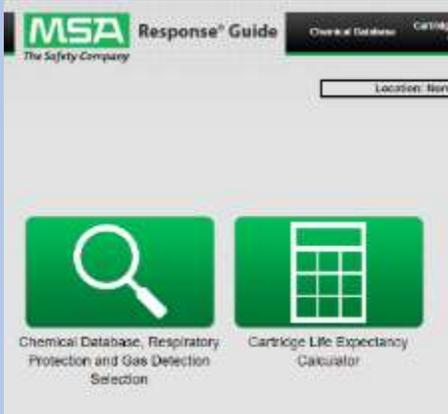 MSA
Response® Guide
Chemical Database
The Safety Company
Location:
Chemical Database, Respiratory
Protection and Gas Detection
Selection
Cartridge Life Expectancy
Calculator